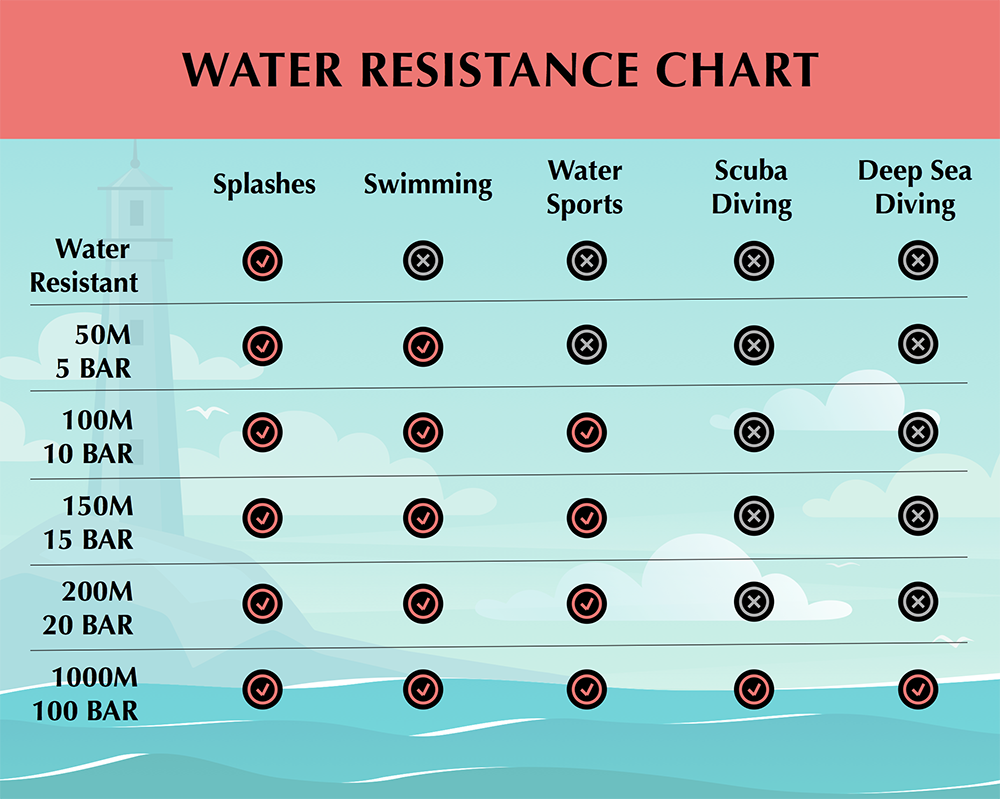 WATER RESISTANCE CHART
Splashes
Swimming
Water
Sports
Scuba
Diving
Deep Sea
Diving
Water
Resistant
50M
5 BAR
100M
10 BAR
150M
15 BAR
200M
20 BAR
1000M
100 BAR